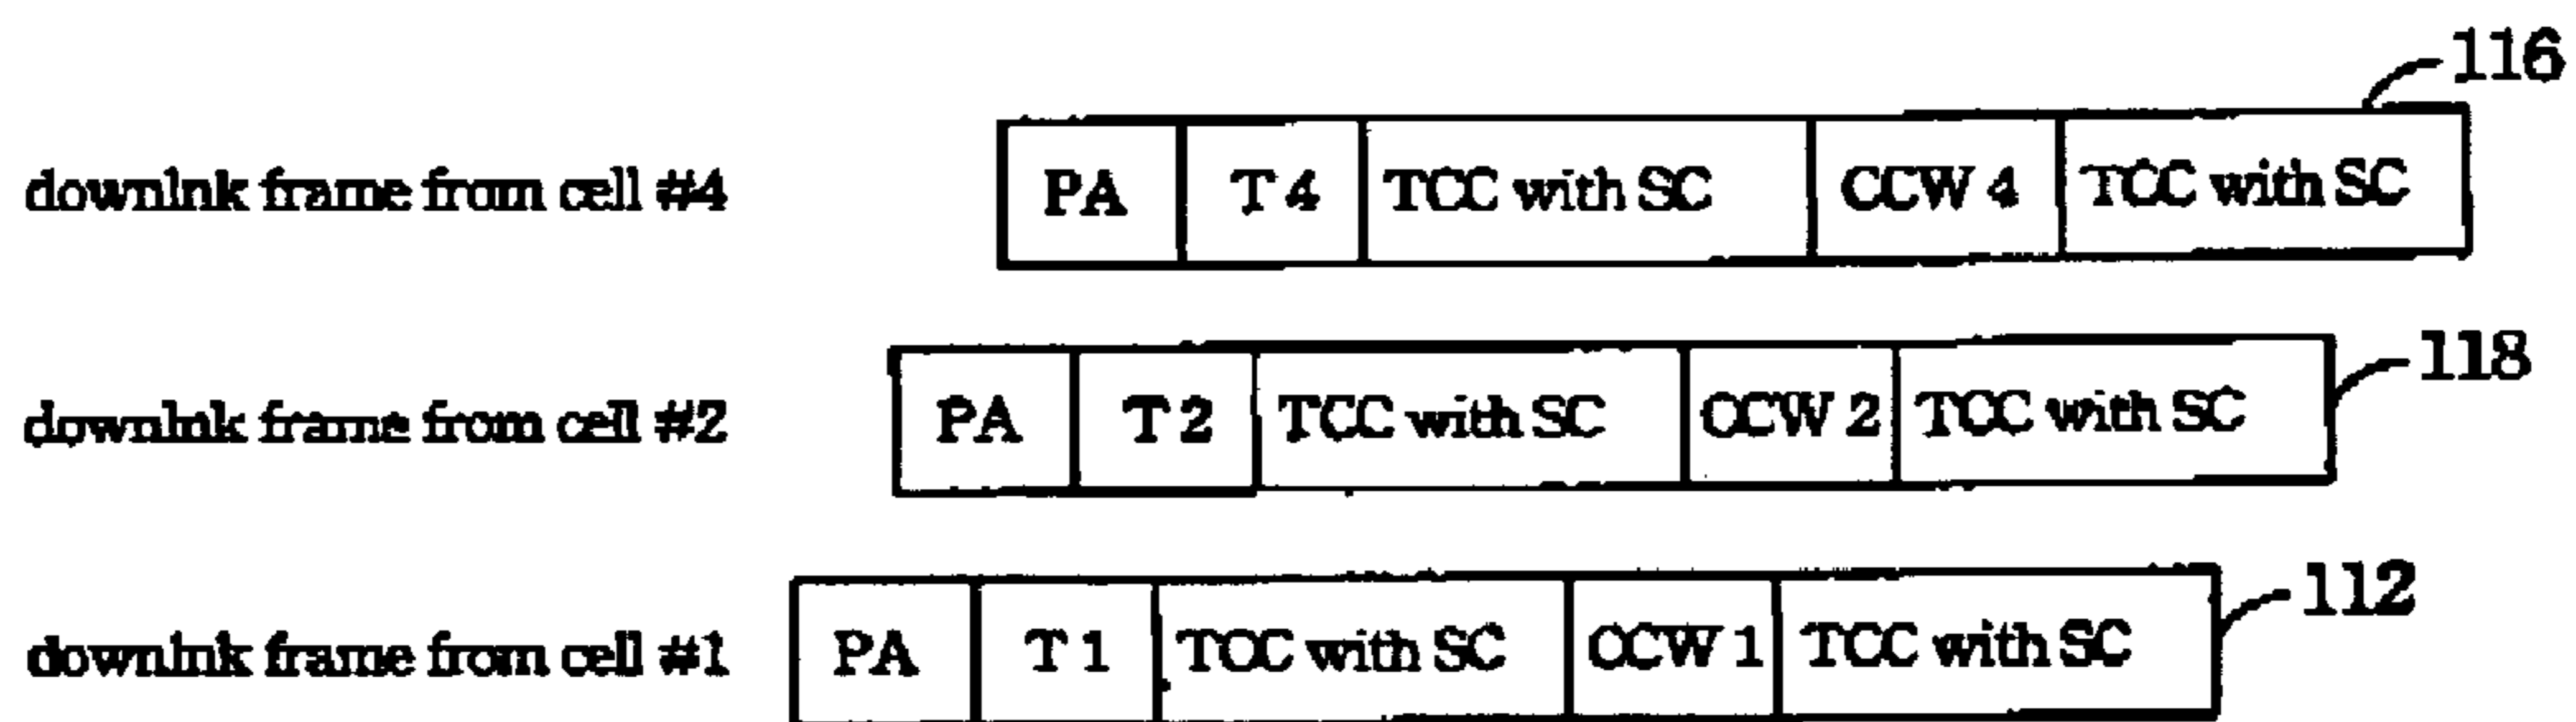 116
downlnk frame from cell #4 PA T 4 TCC with SC CCW 4 TCC with SC
118
downlnk frame from cell #2 PA T 2 TCC with SC CCW 2 TCC with SC
112
downlnk frame from cell #1 PA T 1 TCC with SC CCW 1 TCC with SC